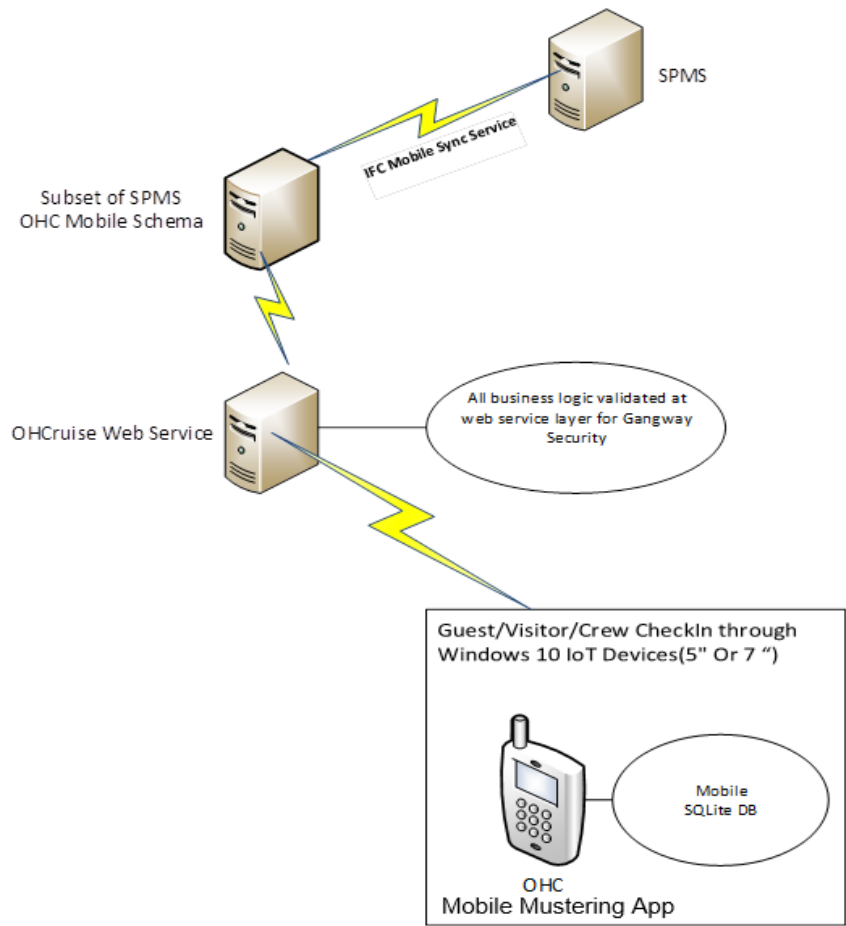 SPMS
IFC Mobile Sync Service
Subset of SPMS
OHC Mobile Schema
OHCruise Web Service
All business logic validated at
web service layer for Gangway
Security
Guest/Visitor/Crew CheckIn through
Windows 10 IoT Devices(5" Or 7 “)
Mobile
SQLite DB
OHC
Mobile Mustering App